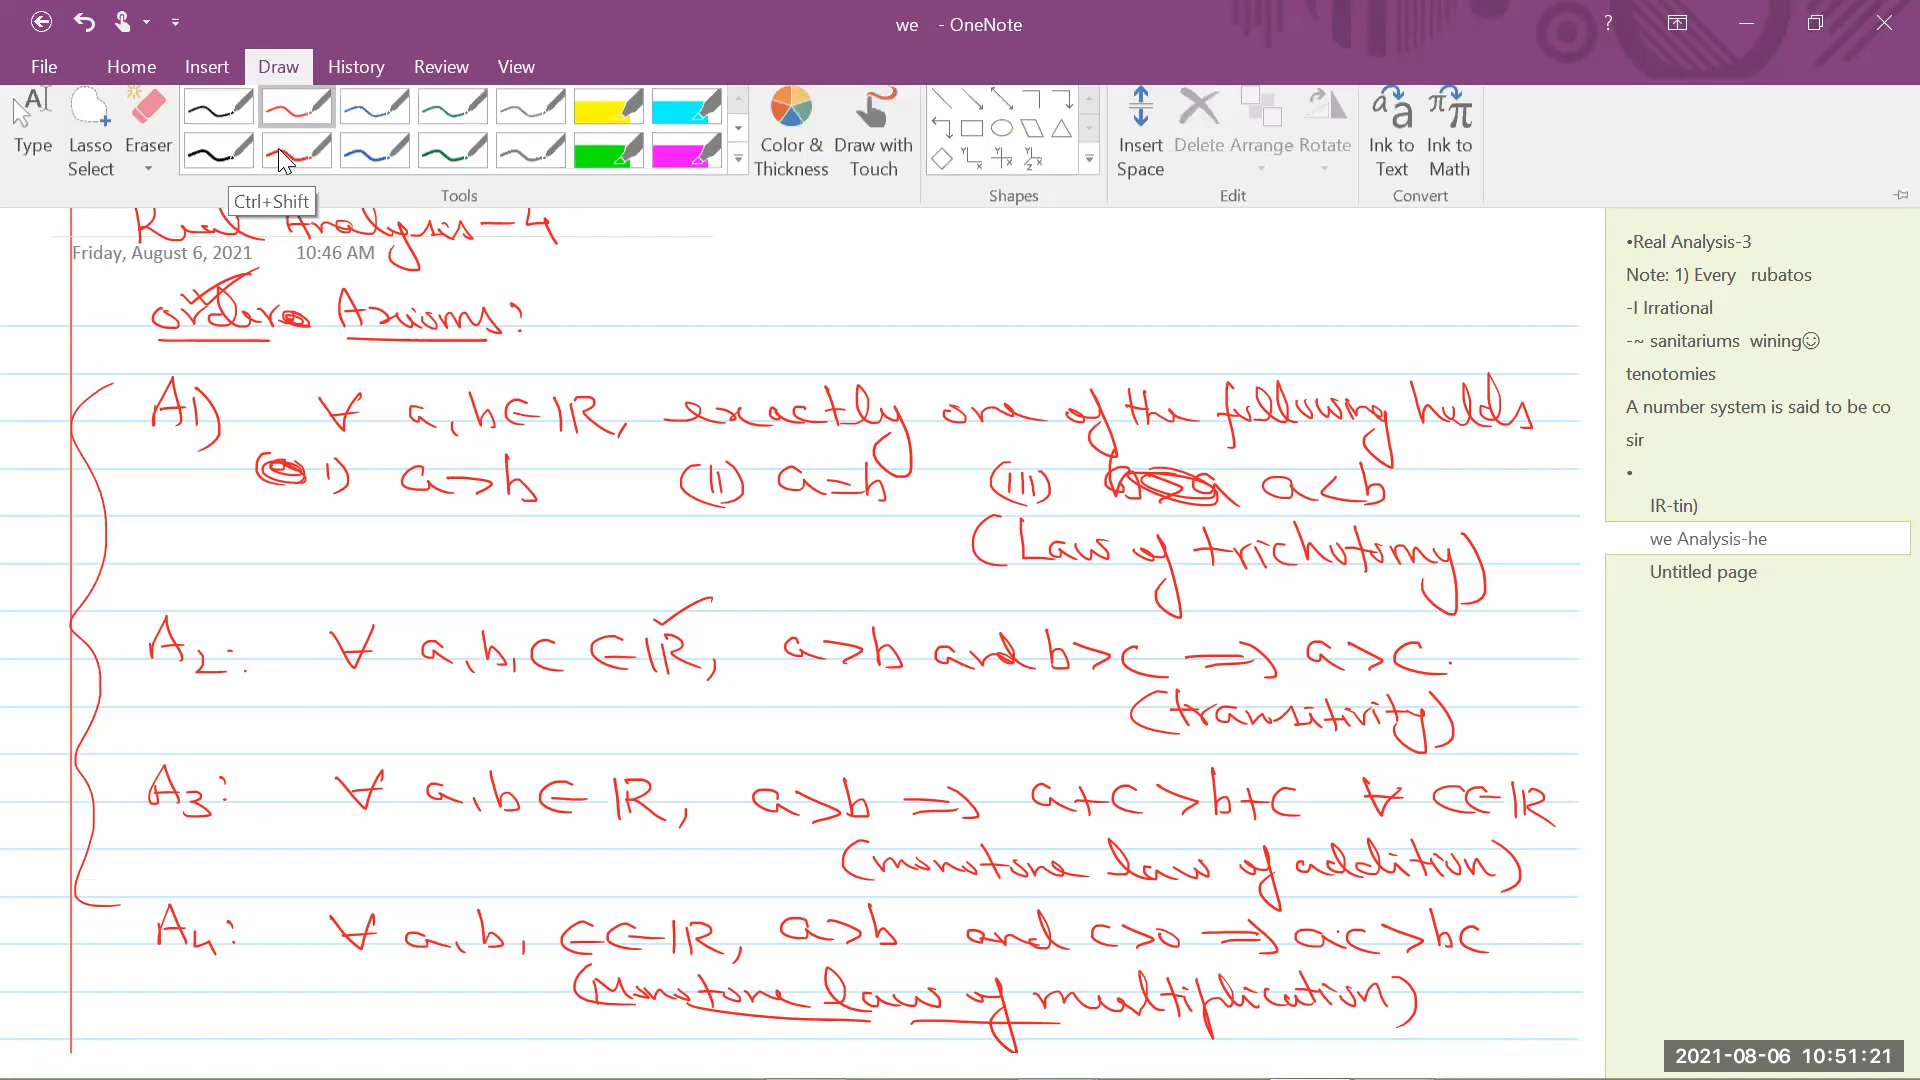 we - OneNote
?
File Home Insert Draw History Review View
Type
Lasso Select
Eraser
Color & Thickness
Draw with Touch
Insert Space
Delete
Arrange
Rotate
Ink to Text
Ink to Math
Tools
Shapes
Edit
Convert
Ctrl+Shift
Real Analysis-4
Friday, August 6, 2021 10:46 AM
order Axioms:
A1) ∀ a,b∈ℝ, exactly one of the following holds
i) a>b (II) a=b (III) a<b
(Law of trichotomy)
A2: ∀ a,b,c ∈ℝ, a>b and b>c ⟹ a>c.
(transitivity)
A3: ∀ a,b ∈ ℝ, a>b ⟹ a+c>b+c ∀ c∈ℝ
(monotone law of addition)
A4: ∀ a,b, c∈ℝ, a>b and c>0 ⟹ a·c>bc
(Monotone law of multiplication)
•Real Analysis-3
Note: 1) Every rubatos
-I Irrational
-~ sanitariums wining☺
tenotomies
A number system is said to be co
sir
•
IR-tin)
we Analysis-he
Untitled page
2021-08-06 10:51:21